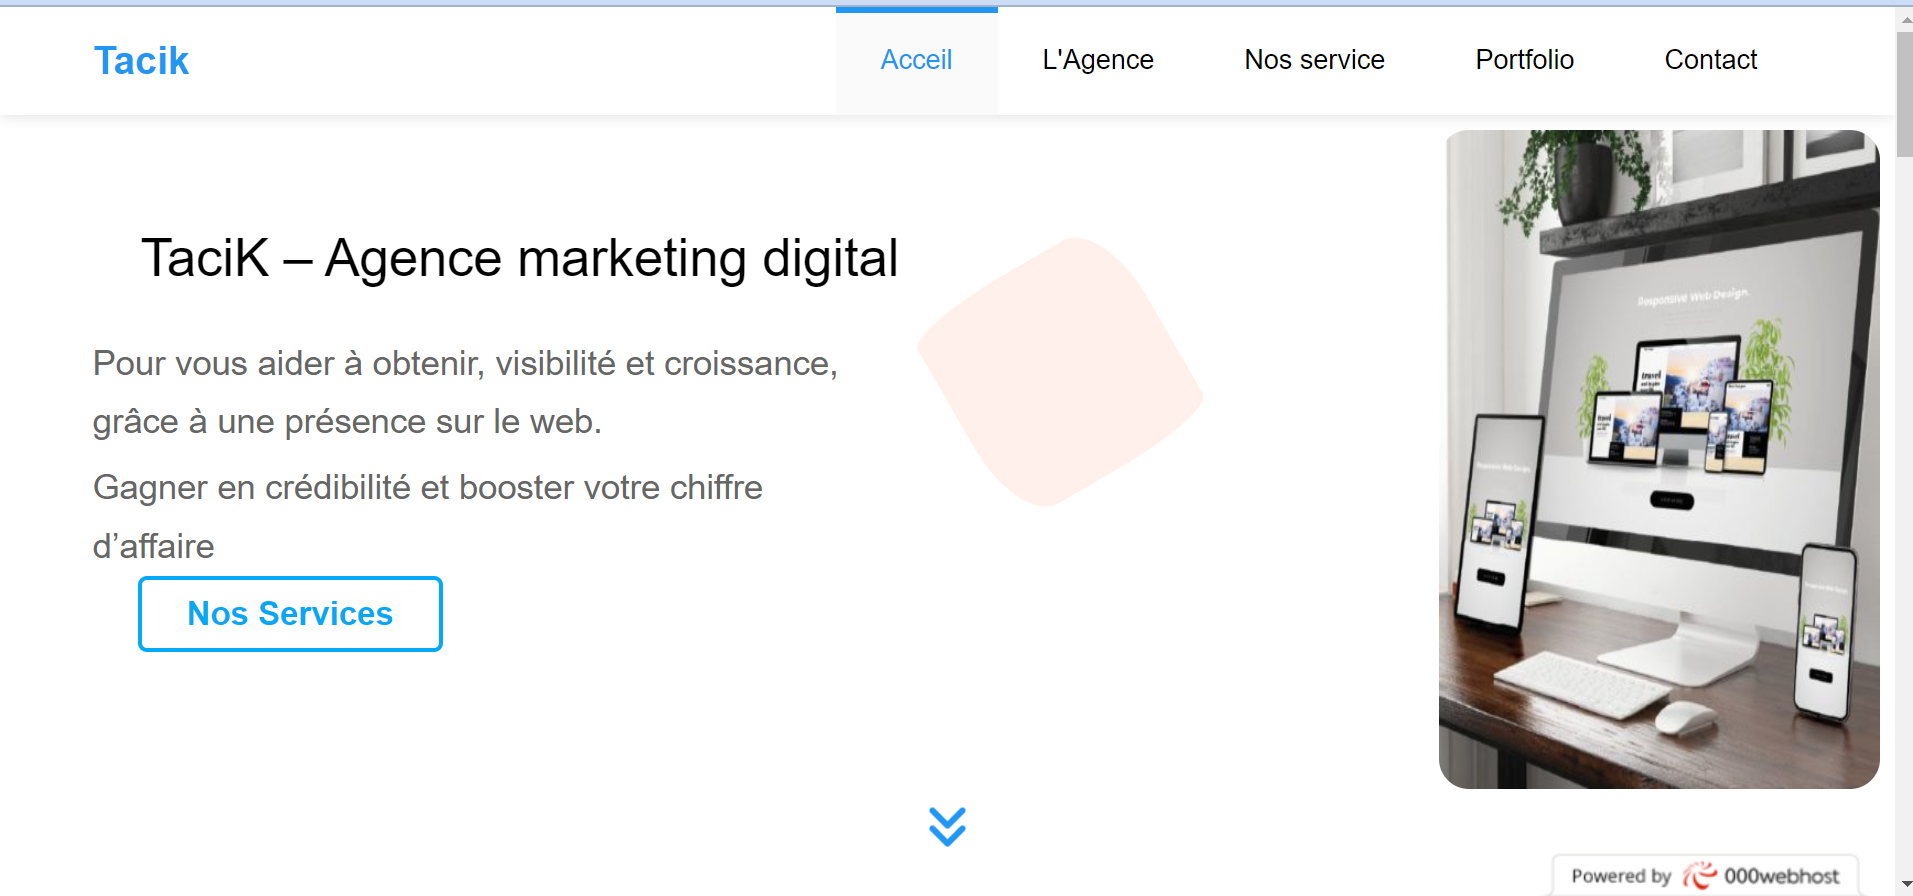 Tacik
Acceil
L'Agence
Nos service
Portfolio
Contact
TaciK – Agence marketing digital
Pour vous aider à obtenir, visibilité et croissance,
grâce à une présence sur le web.
Gagner en crédibilité et booster votre chiffre
d’affaire
Nos Services
Responsive Web Design.
travel
Powered by 000webhost